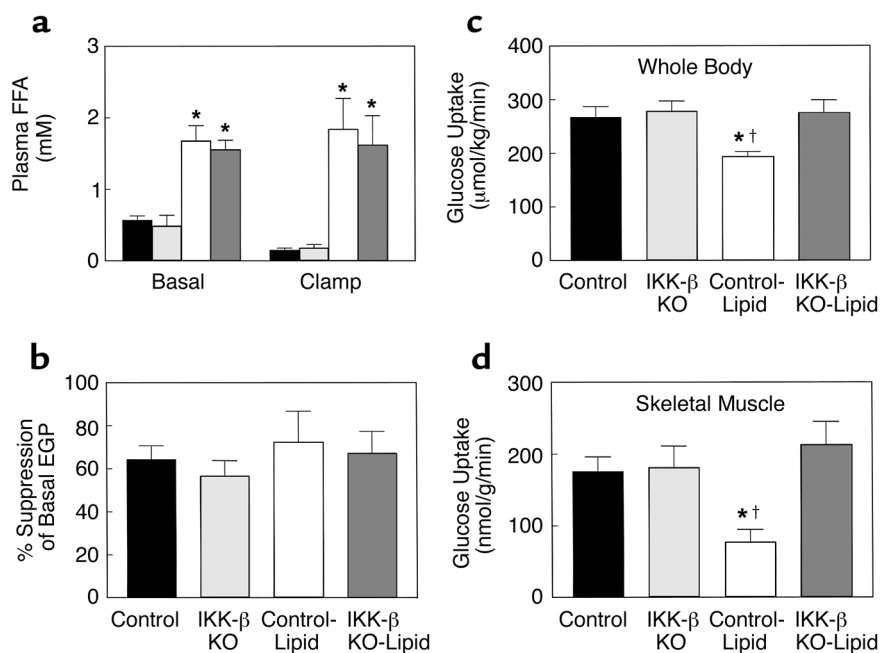 a
3
2
1
0
Plasma FFA
(mM)
*
*
*
*
Basal
Clamp
b
100
80
60
40
20
0
% Suppression
of Basal EGP
Control
IKK-β
KO
Control-
Lipid
IKK-β
KO-Lipid
c
400
300
200
100
0
Glucose Uptake
(μmol/kg/min)
Whole Body
*†
Control
IKK-β
KO
Control-
Lipid
IKK-β
KO-Lipid
d
300
200
100
0
Glucose Uptake
(nmol/g/min)
Skeletal Muscle
*†
Control
IKK-β
KO
Control-
Lipid
IKK-β
KO-Lipid